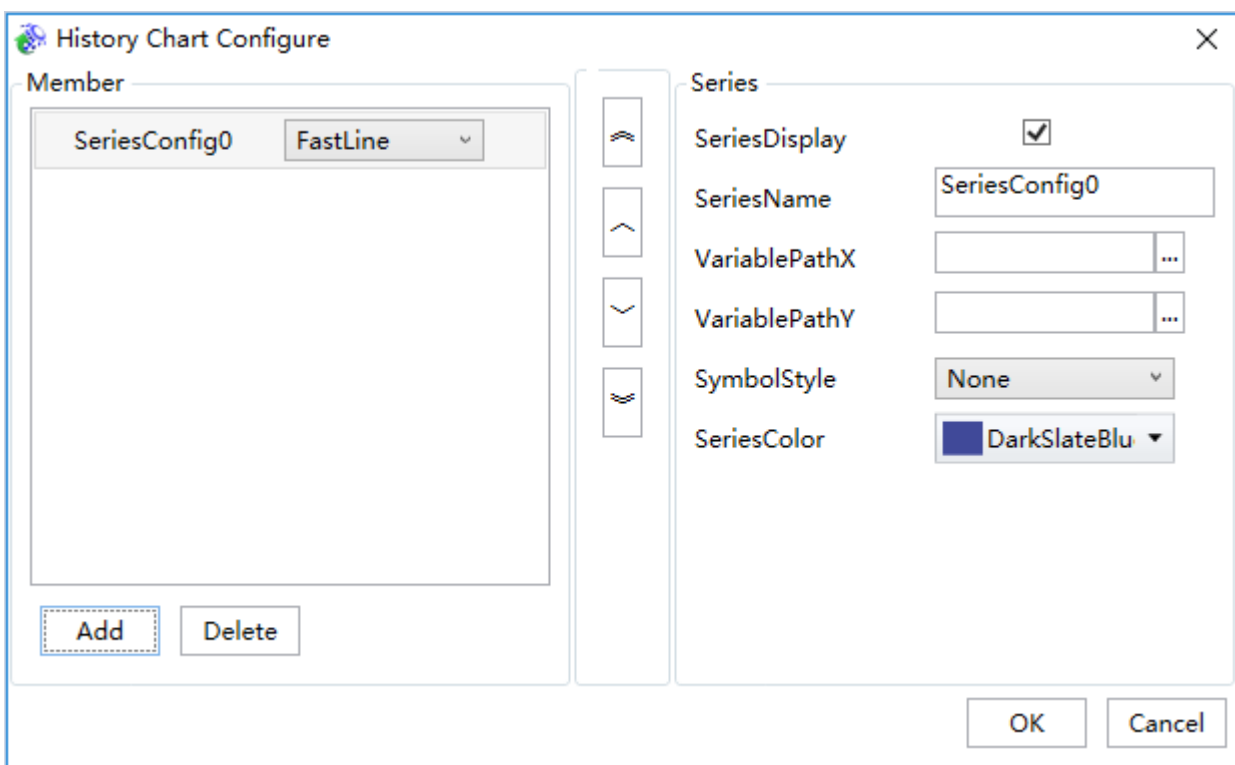 History Chart Configure
Member
SeriesConfig0 FastLine
Add Delete
Series
SeriesDisplay
SeriesName SeriesConfig0
VariablePathX ...
VariablePathY ...
SymbolStyle None
SeriesColor DarkSlateBlu
OK Cancel